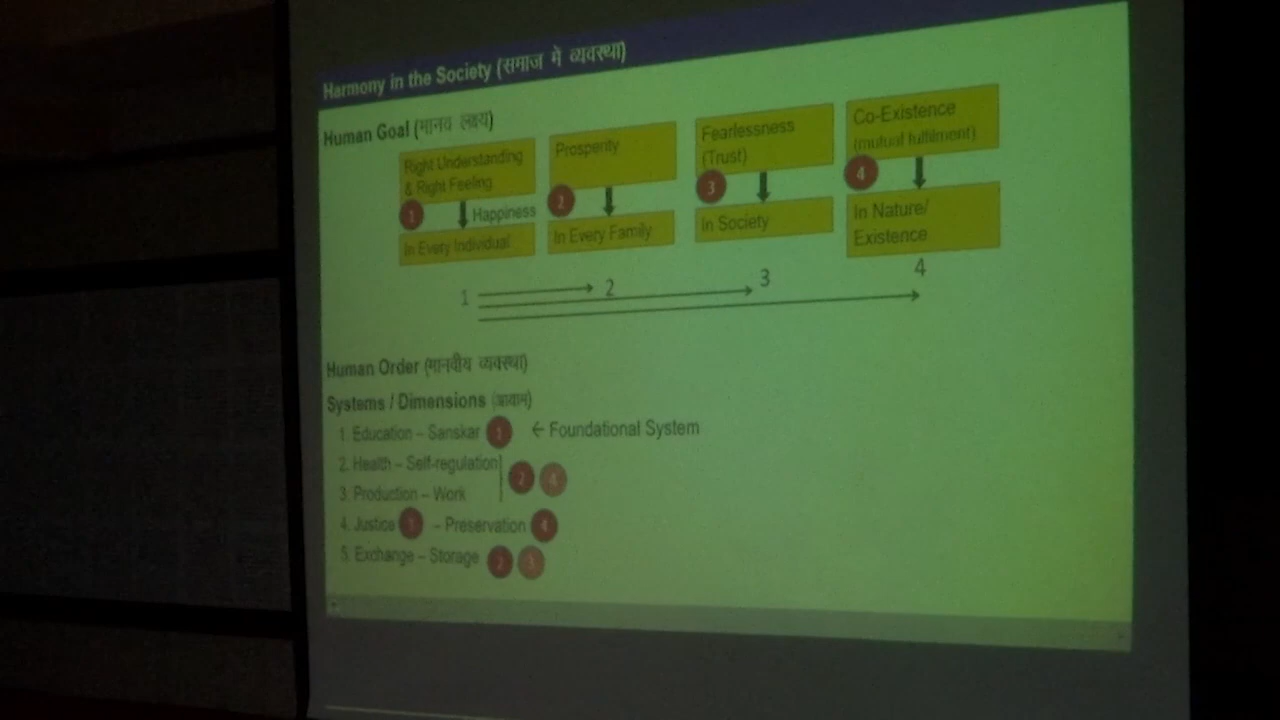 Harmony in the Society (समाज में व्यवस्था)
Human Goal (मानव लक्ष्य)
Right Understanding
& Right Feeling
1
Happiness
In Every Individual
Prosperity
2
In Every Family
Fearlessness
(Trust)
3
In Society
Co-Existence
(mutual fulfilment)
4
In Nature/
Existence
1 2 3 4
Human Order (मानवीय व्यवस्था)
Systems / Dimensions (आयाम)
1. Education – Sanskar 1 ← Foundational System
2. Health – Self-regulation
2 4
3. Production – Work
4. Justice – Preservation 4
5. Exchange – Storage 2 3